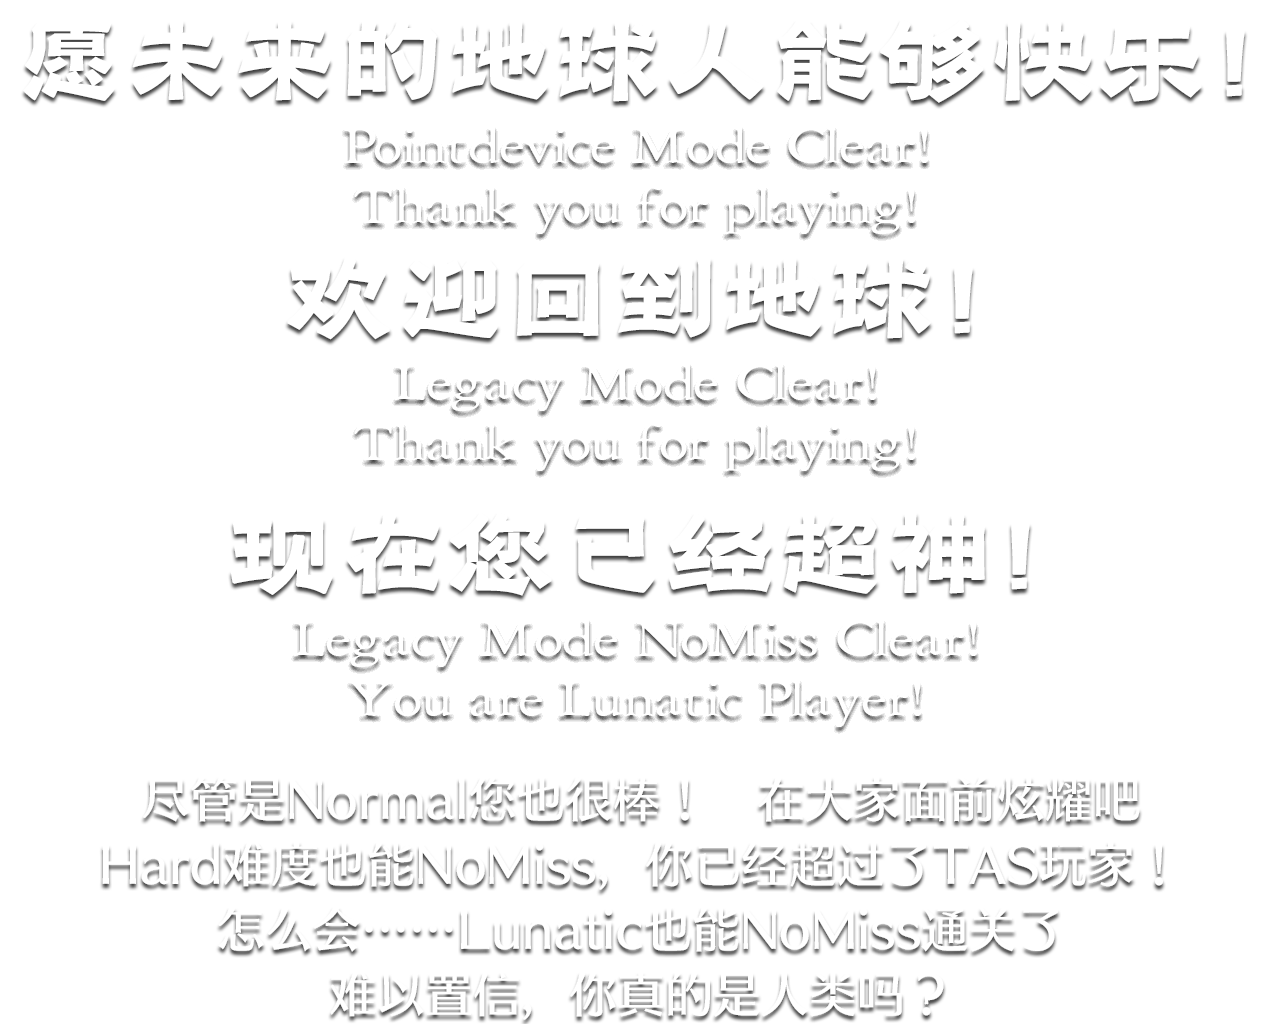 愿未来的地球人能够快乐！
Pointdevice Mode Clear!
Thank you for playing!
欢迎回到地球！
Legacy Mode Clear!
Thank you for playing!
现在您已经超神！
Legacy Mode NoMiss Clear!
You are Lunatic Player!
尽管是Normal您也很棒！　在大家面前炫耀吧
Hard难度也能NoMiss，你已经超过了TAS玩家！
怎么会……Lunatic也能NoMiss通关了
难以置信，你真的是人类吗？